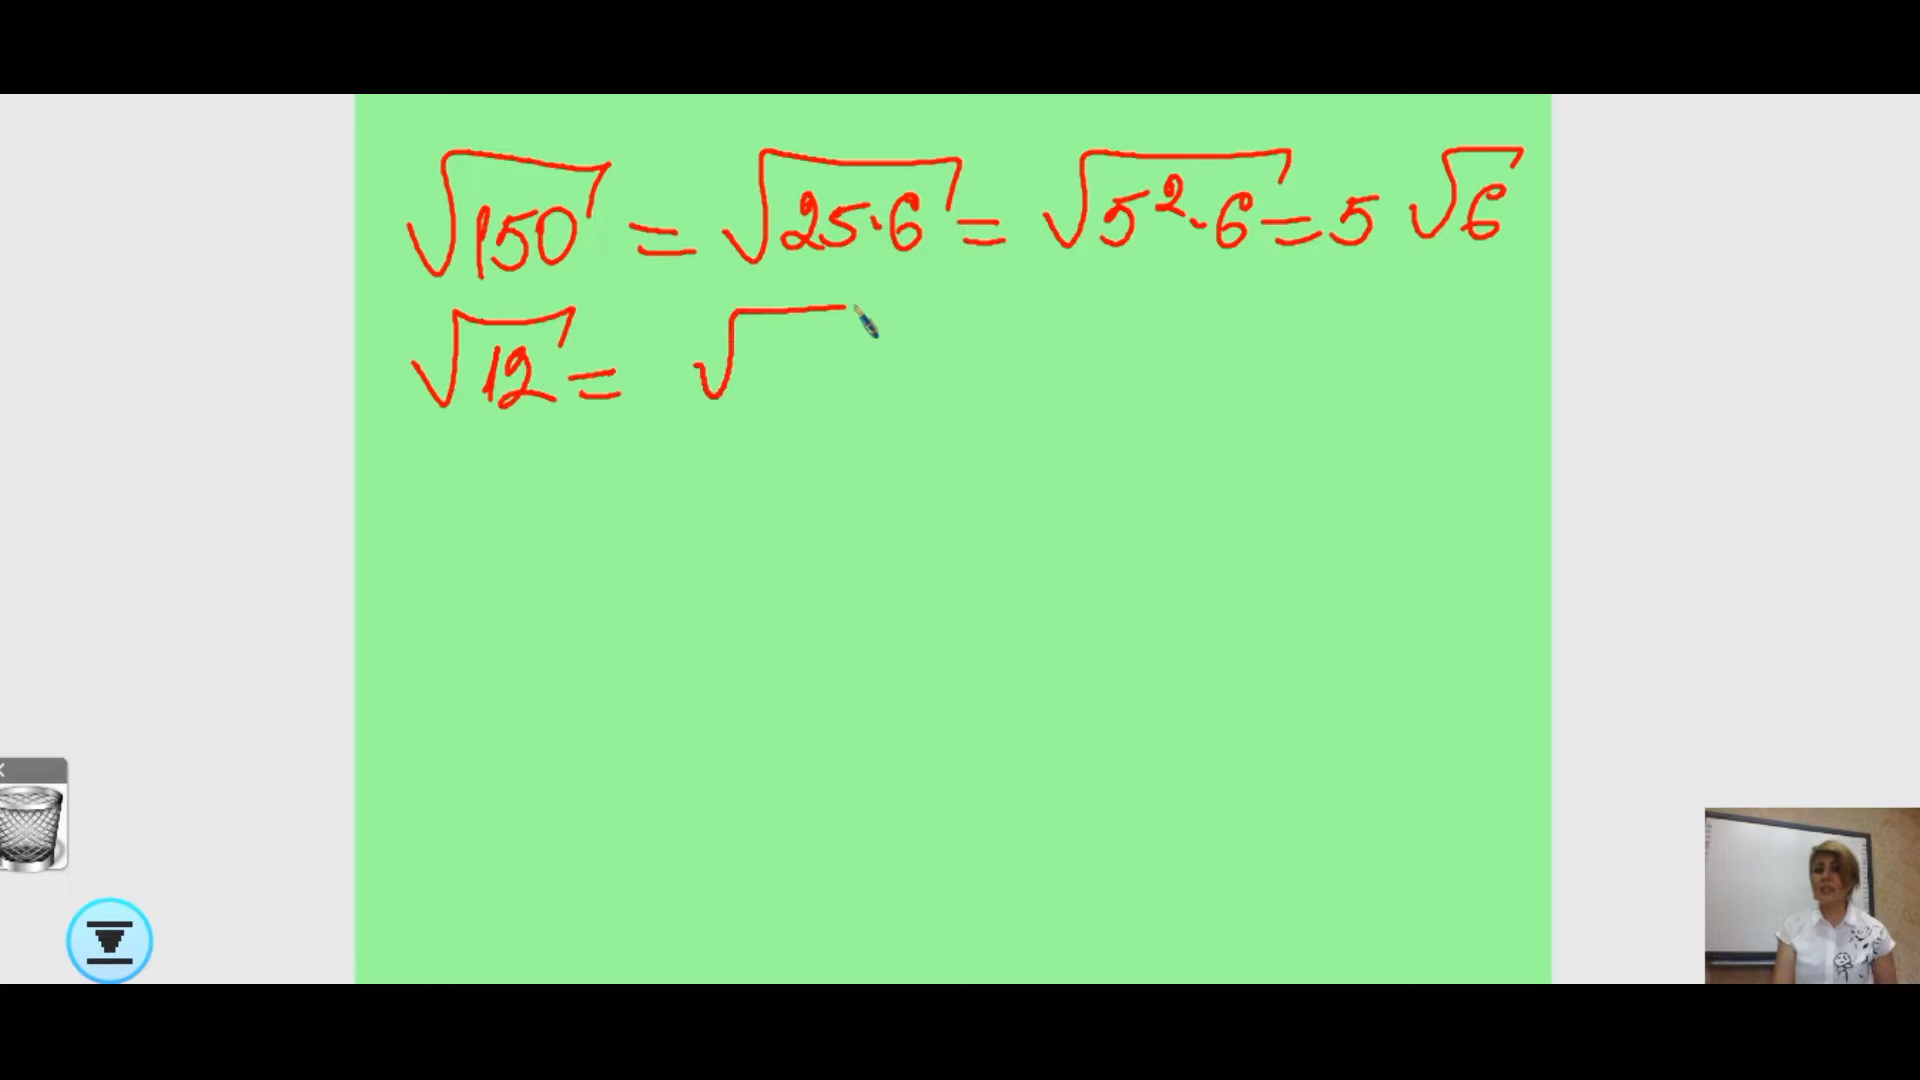 √150 = √25·6 = √5²·6 = 5 √6
√12 = √